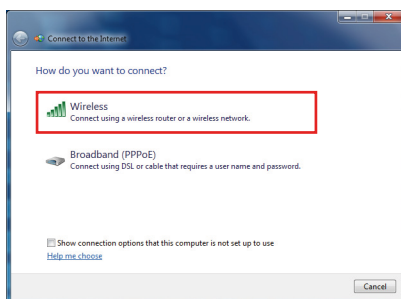 Connect to the Internet
How do you want to connect?
Wireless
Connect using a wireless router or a wireless network.
Broadband (PPPoE)
Connect using DSL or cable that requires a user name and password.
Show connection options that this computer is not set up to use
Help me choose
Cancel